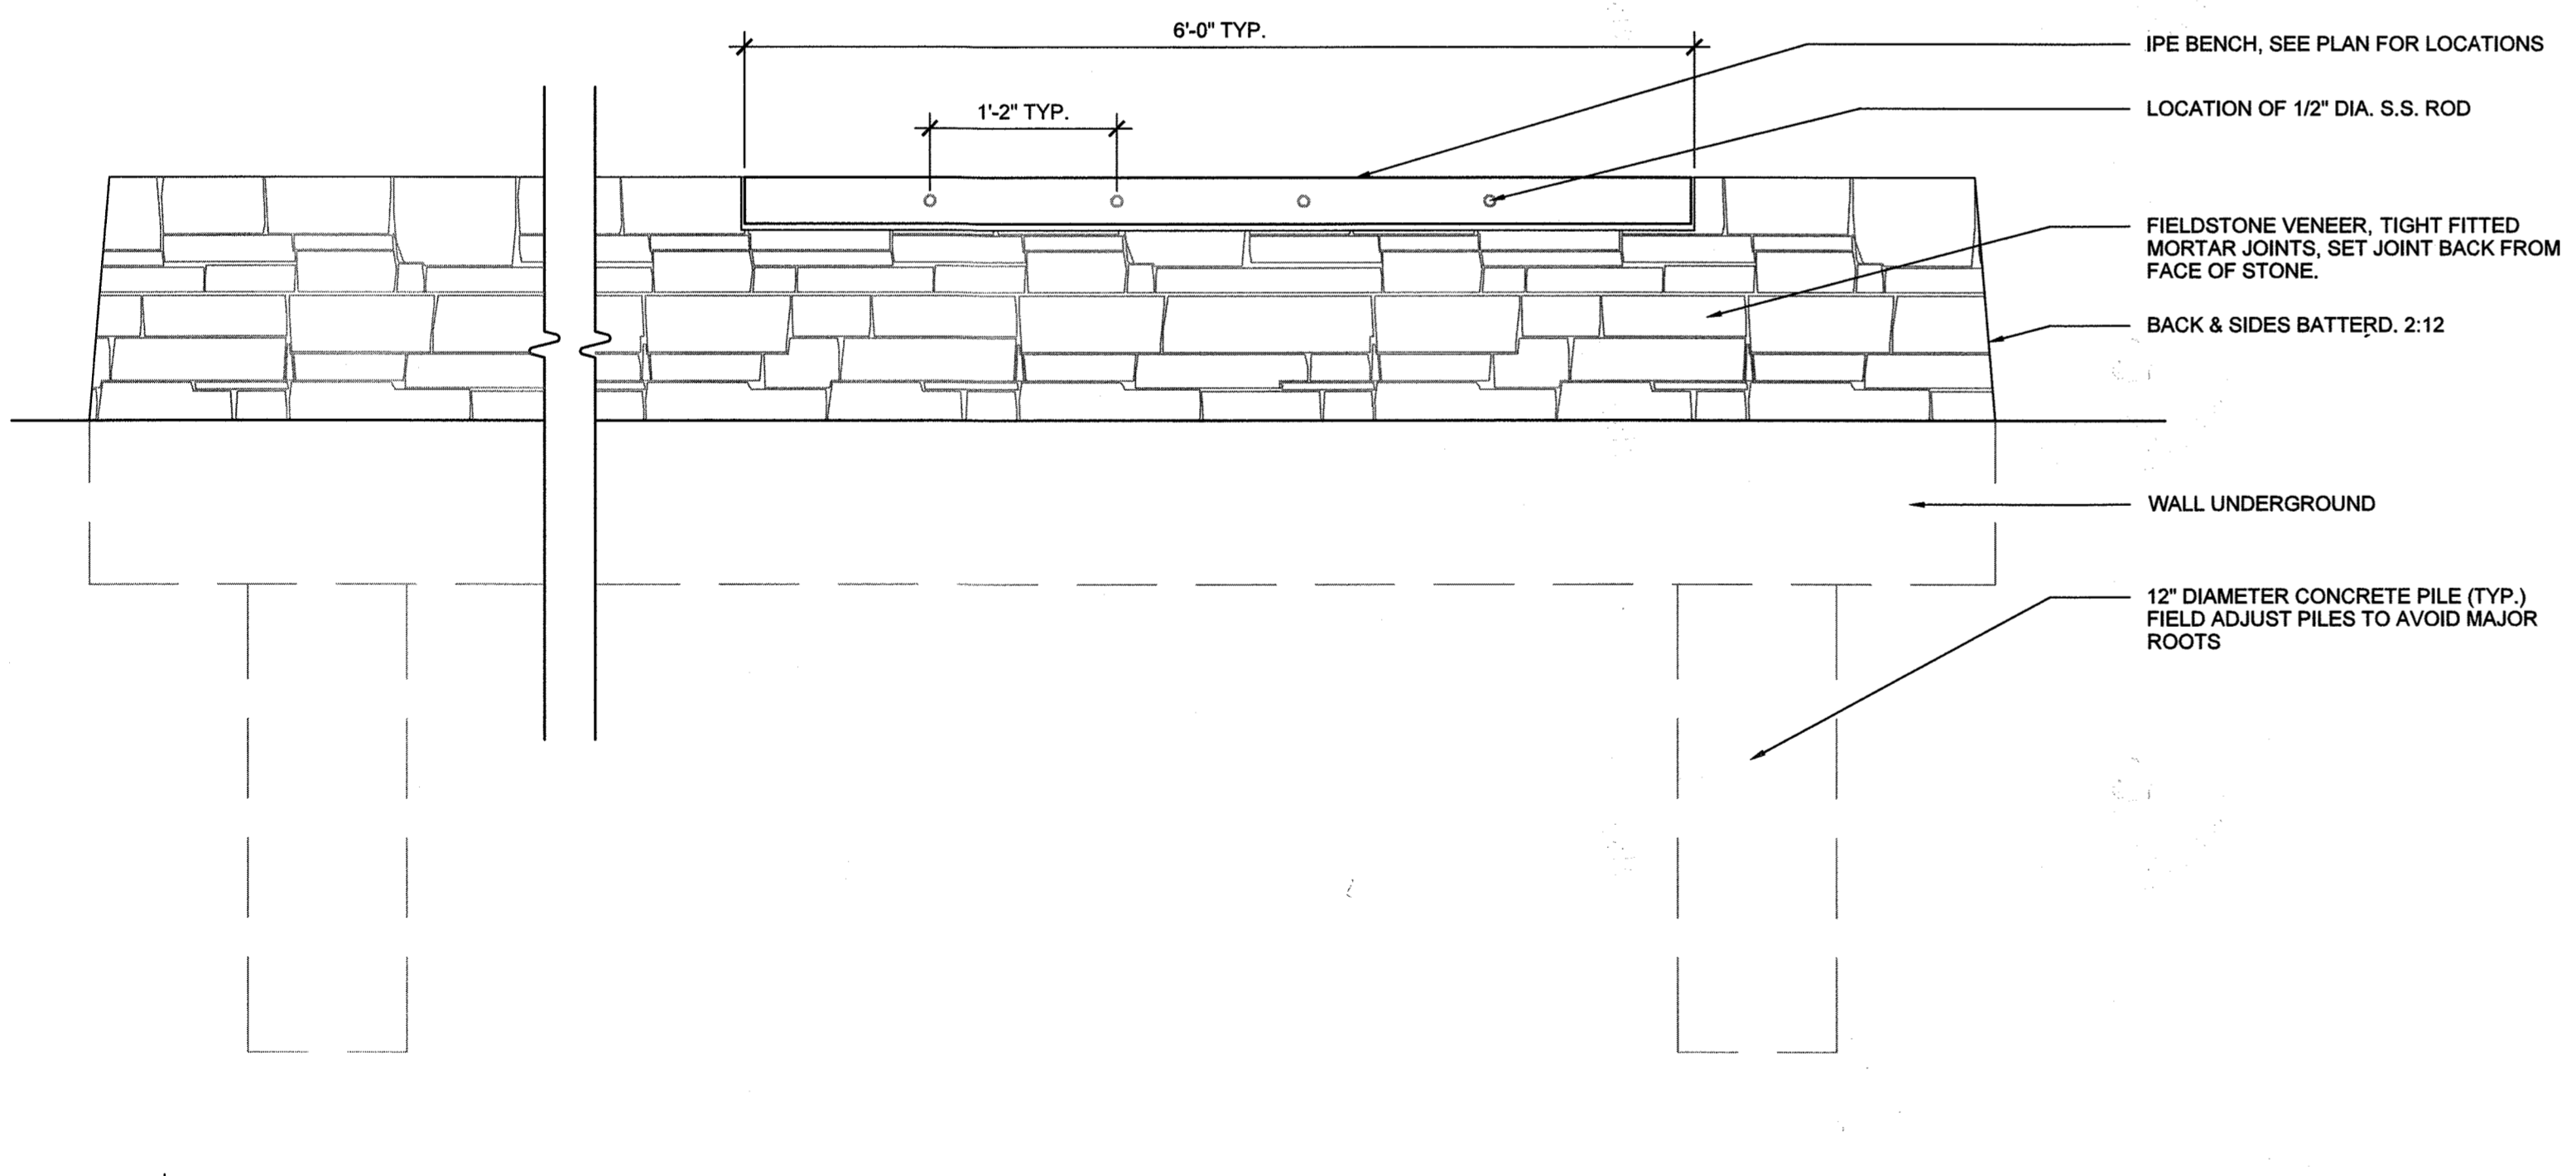 6'-0" TYP.
1'-2" TYP.
IPE BENCH, SEE PLAN FOR LOCATIONS
LOCATION OF 1/2" DIA. S.S. ROD
FIELDSTONE VENEER, TIGHT FITTED
MORTAR JOINTS, SET JOINT BACK FROM
FACE OF STONE.
BACK & SIDES BATTERD. 2:12
WALL UNDERGROUND
12" DIAMETER CONCRETE PILE (TYP.)
FIELD ADJUST PILES TO AVOID MAJOR
ROOTS